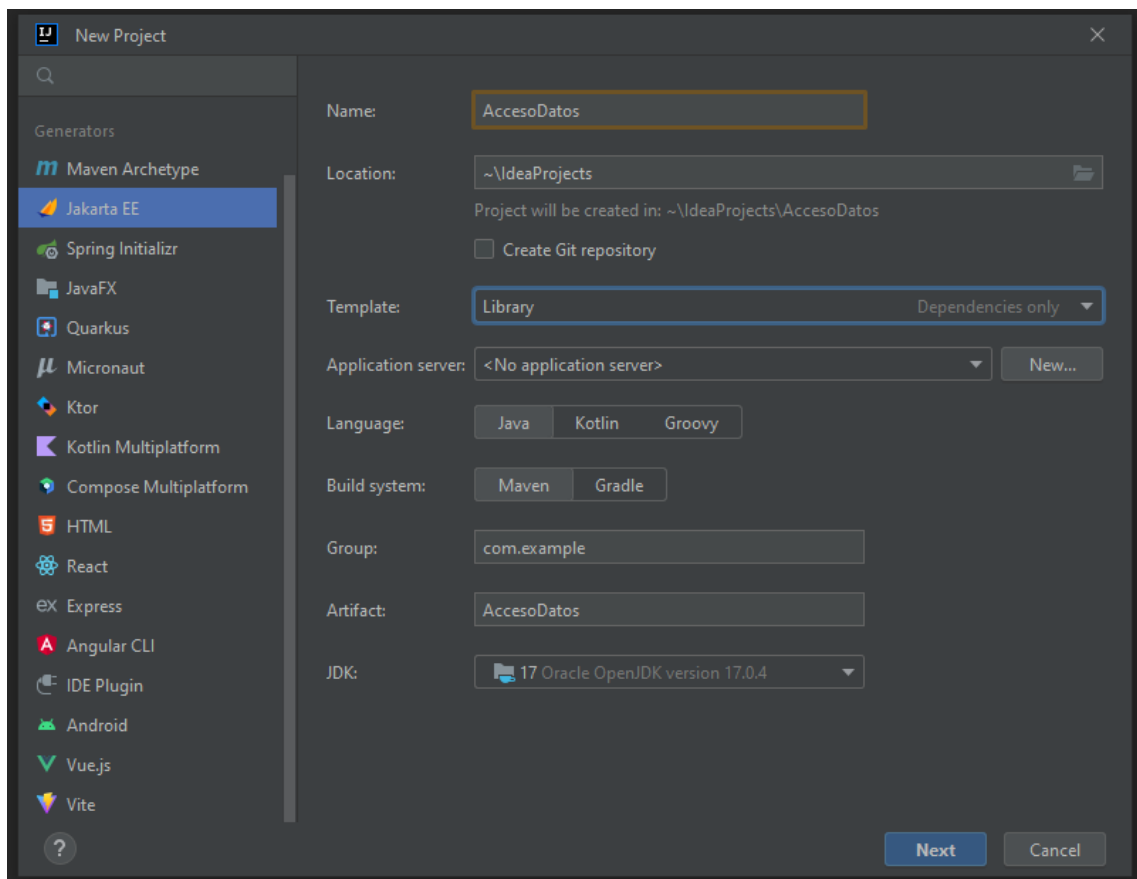 New Project
Generators
Maven Archetype
Jakarta EE
Spring Initializr
JavaFX
Quarkus
Micronaut
Ktor
Kotlin Multiplatform
Compose Multiplatform
HTML
React
Express
Angular CLI
IDE Plugin
Android
Vue.js
Vite
Name: AccesoDatos
Location: ~\IdeaProjects
Project will be created in: ~\IdeaProjects\AccesoDatos
Create Git repository
Template: Library Dependencies only
Application server: <No application server> New...
Language: Java Kotlin Groovy
Build system: Maven Gradle
Group: com.example
Artifact: AccesoDatos
JDK: 17 Oracle OpenJDK version 17.0.4
? Next Cancel